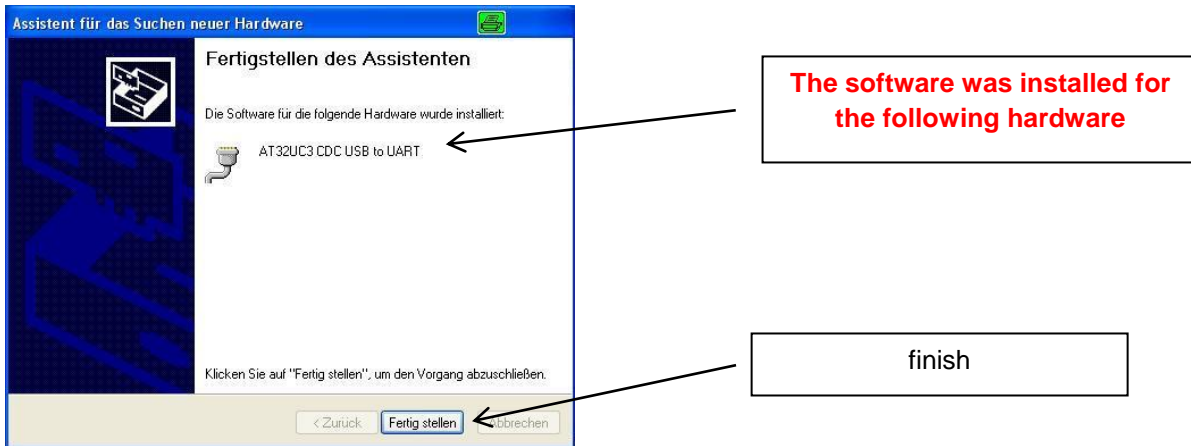 Assistent für das Suchen neuer Hardware
Fertigstellen des Assistenten
Die Software für die folgende Hardware wurde installiert:
AT32UC3 CDC USB to UART
Klicken Sie auf "Fertig stellen", um den Vorgang abzuschließen.
< Zurück Fertig stellen Abbrechen
The software was installed for
the following hardware
finish